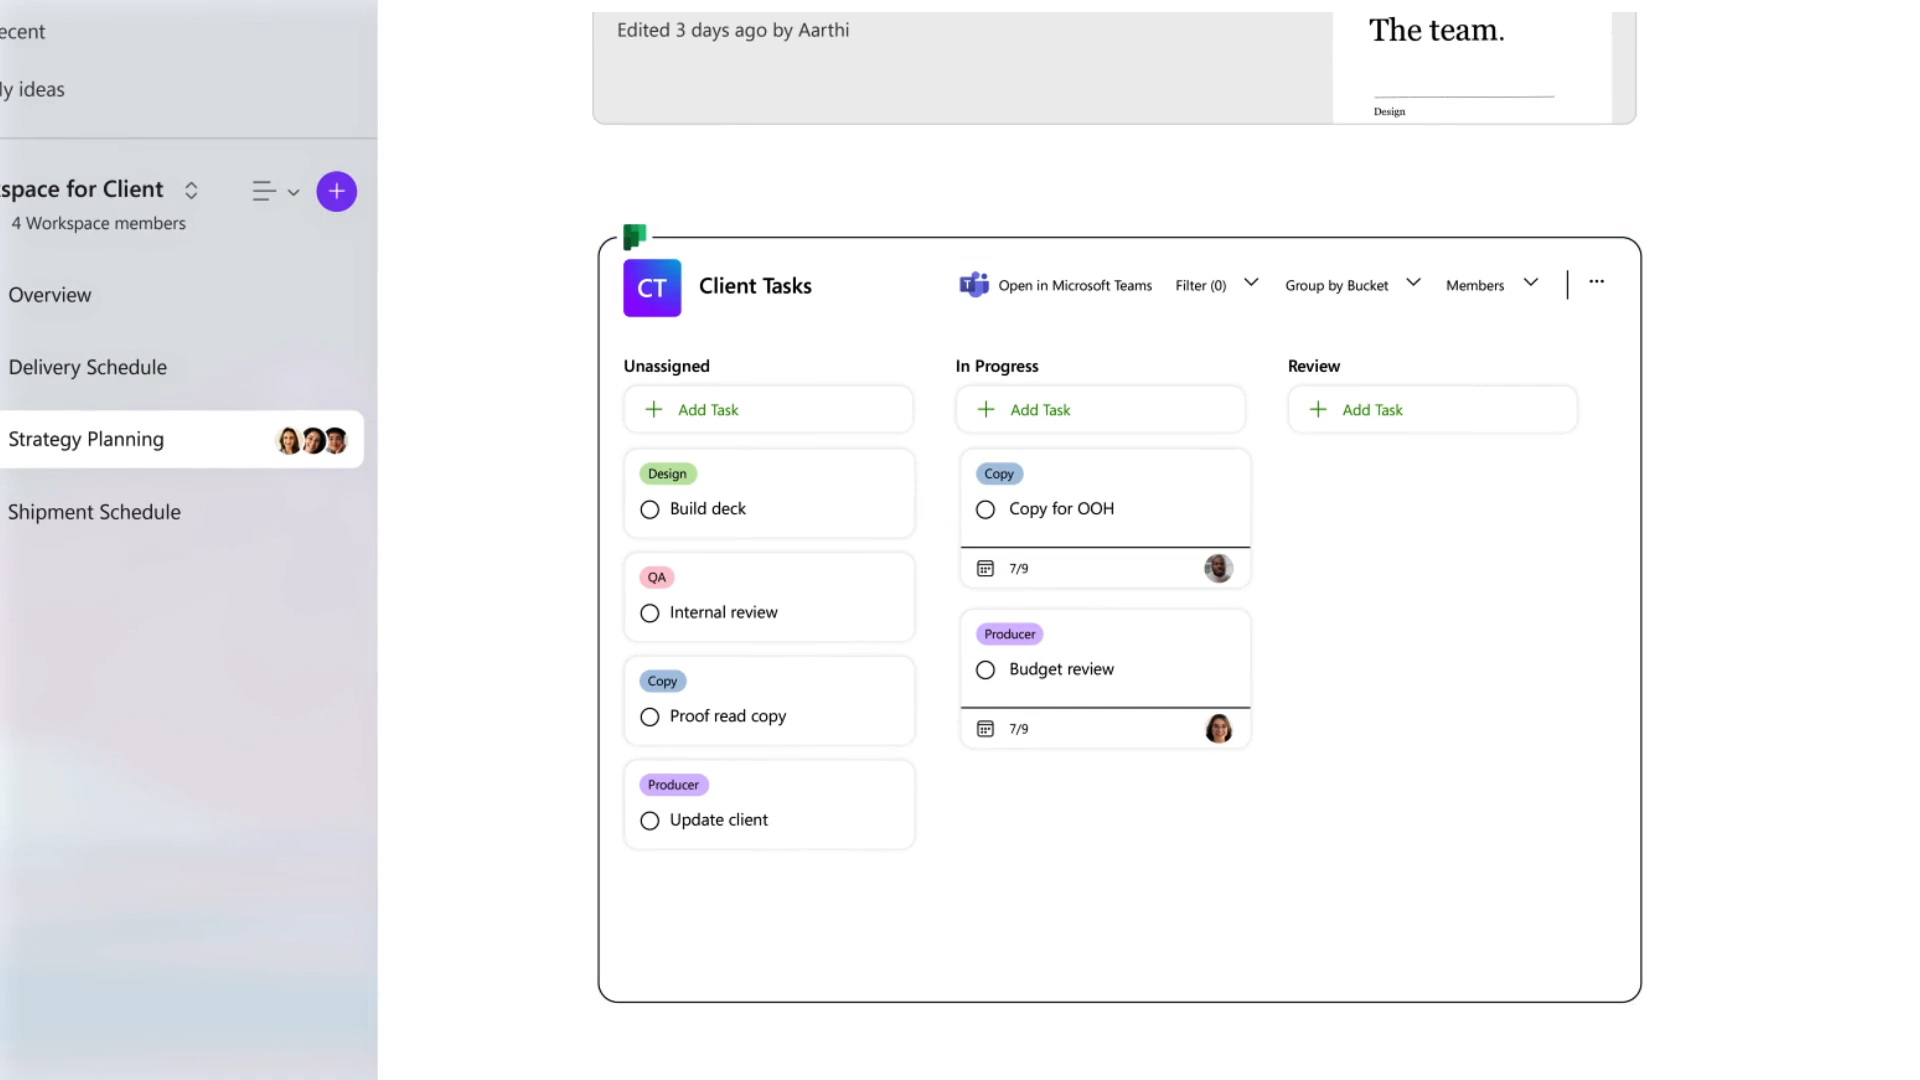 ecent
y ideas
space for Client
4 Workspace members
Overview
Delivery Schedule
Strategy Planning
Shipment Schedule
Edited 3 days ago by Aarthi
The team.
Design
CT
Client Tasks
Open in Microsoft Teams
Filter (0)
Group by Bucket
Members
Unassigned
Add Task
Design
Build deck
QA
Internal review
Copy
Proof read copy
Producer
Update client
In Progress
Add Task
Copy
Copy for OOH
7/9
Producer
Budget review
7/9
Review
Add Task